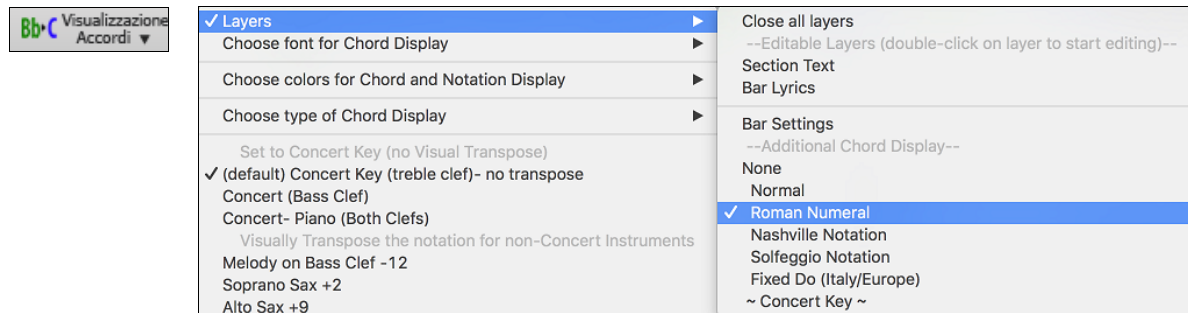 Bb▸C Visualizzazione
Accordi ▼
✓ Layers ▶
Choose font for Chord Display ▶
Choose colors for Chord and Notation Display ▶
Choose type of Chord Display ▶
Set to Concert Key (no Visual Transpose)
✓ (default) Concert Key (treble clef)- no transpose
Concert (Bass Clef)
Concert- Piano (Both Clefs)
Visually Transpose the notation for non-Concert Instruments
Melody on Bass Clef -12
Soprano Sax +2
Alto Sax +9
Close all layers
--Editable Layers (double-click on layer to start editing)--
Section Text
Bar Lyrics
Bar Settings
--Additional Chord Display--
None
Normal
✓ Roman Numeral
Nashville Notation
Solfeggio Notation
Fixed Do (Italy/Europe)
~ Concert Key ~